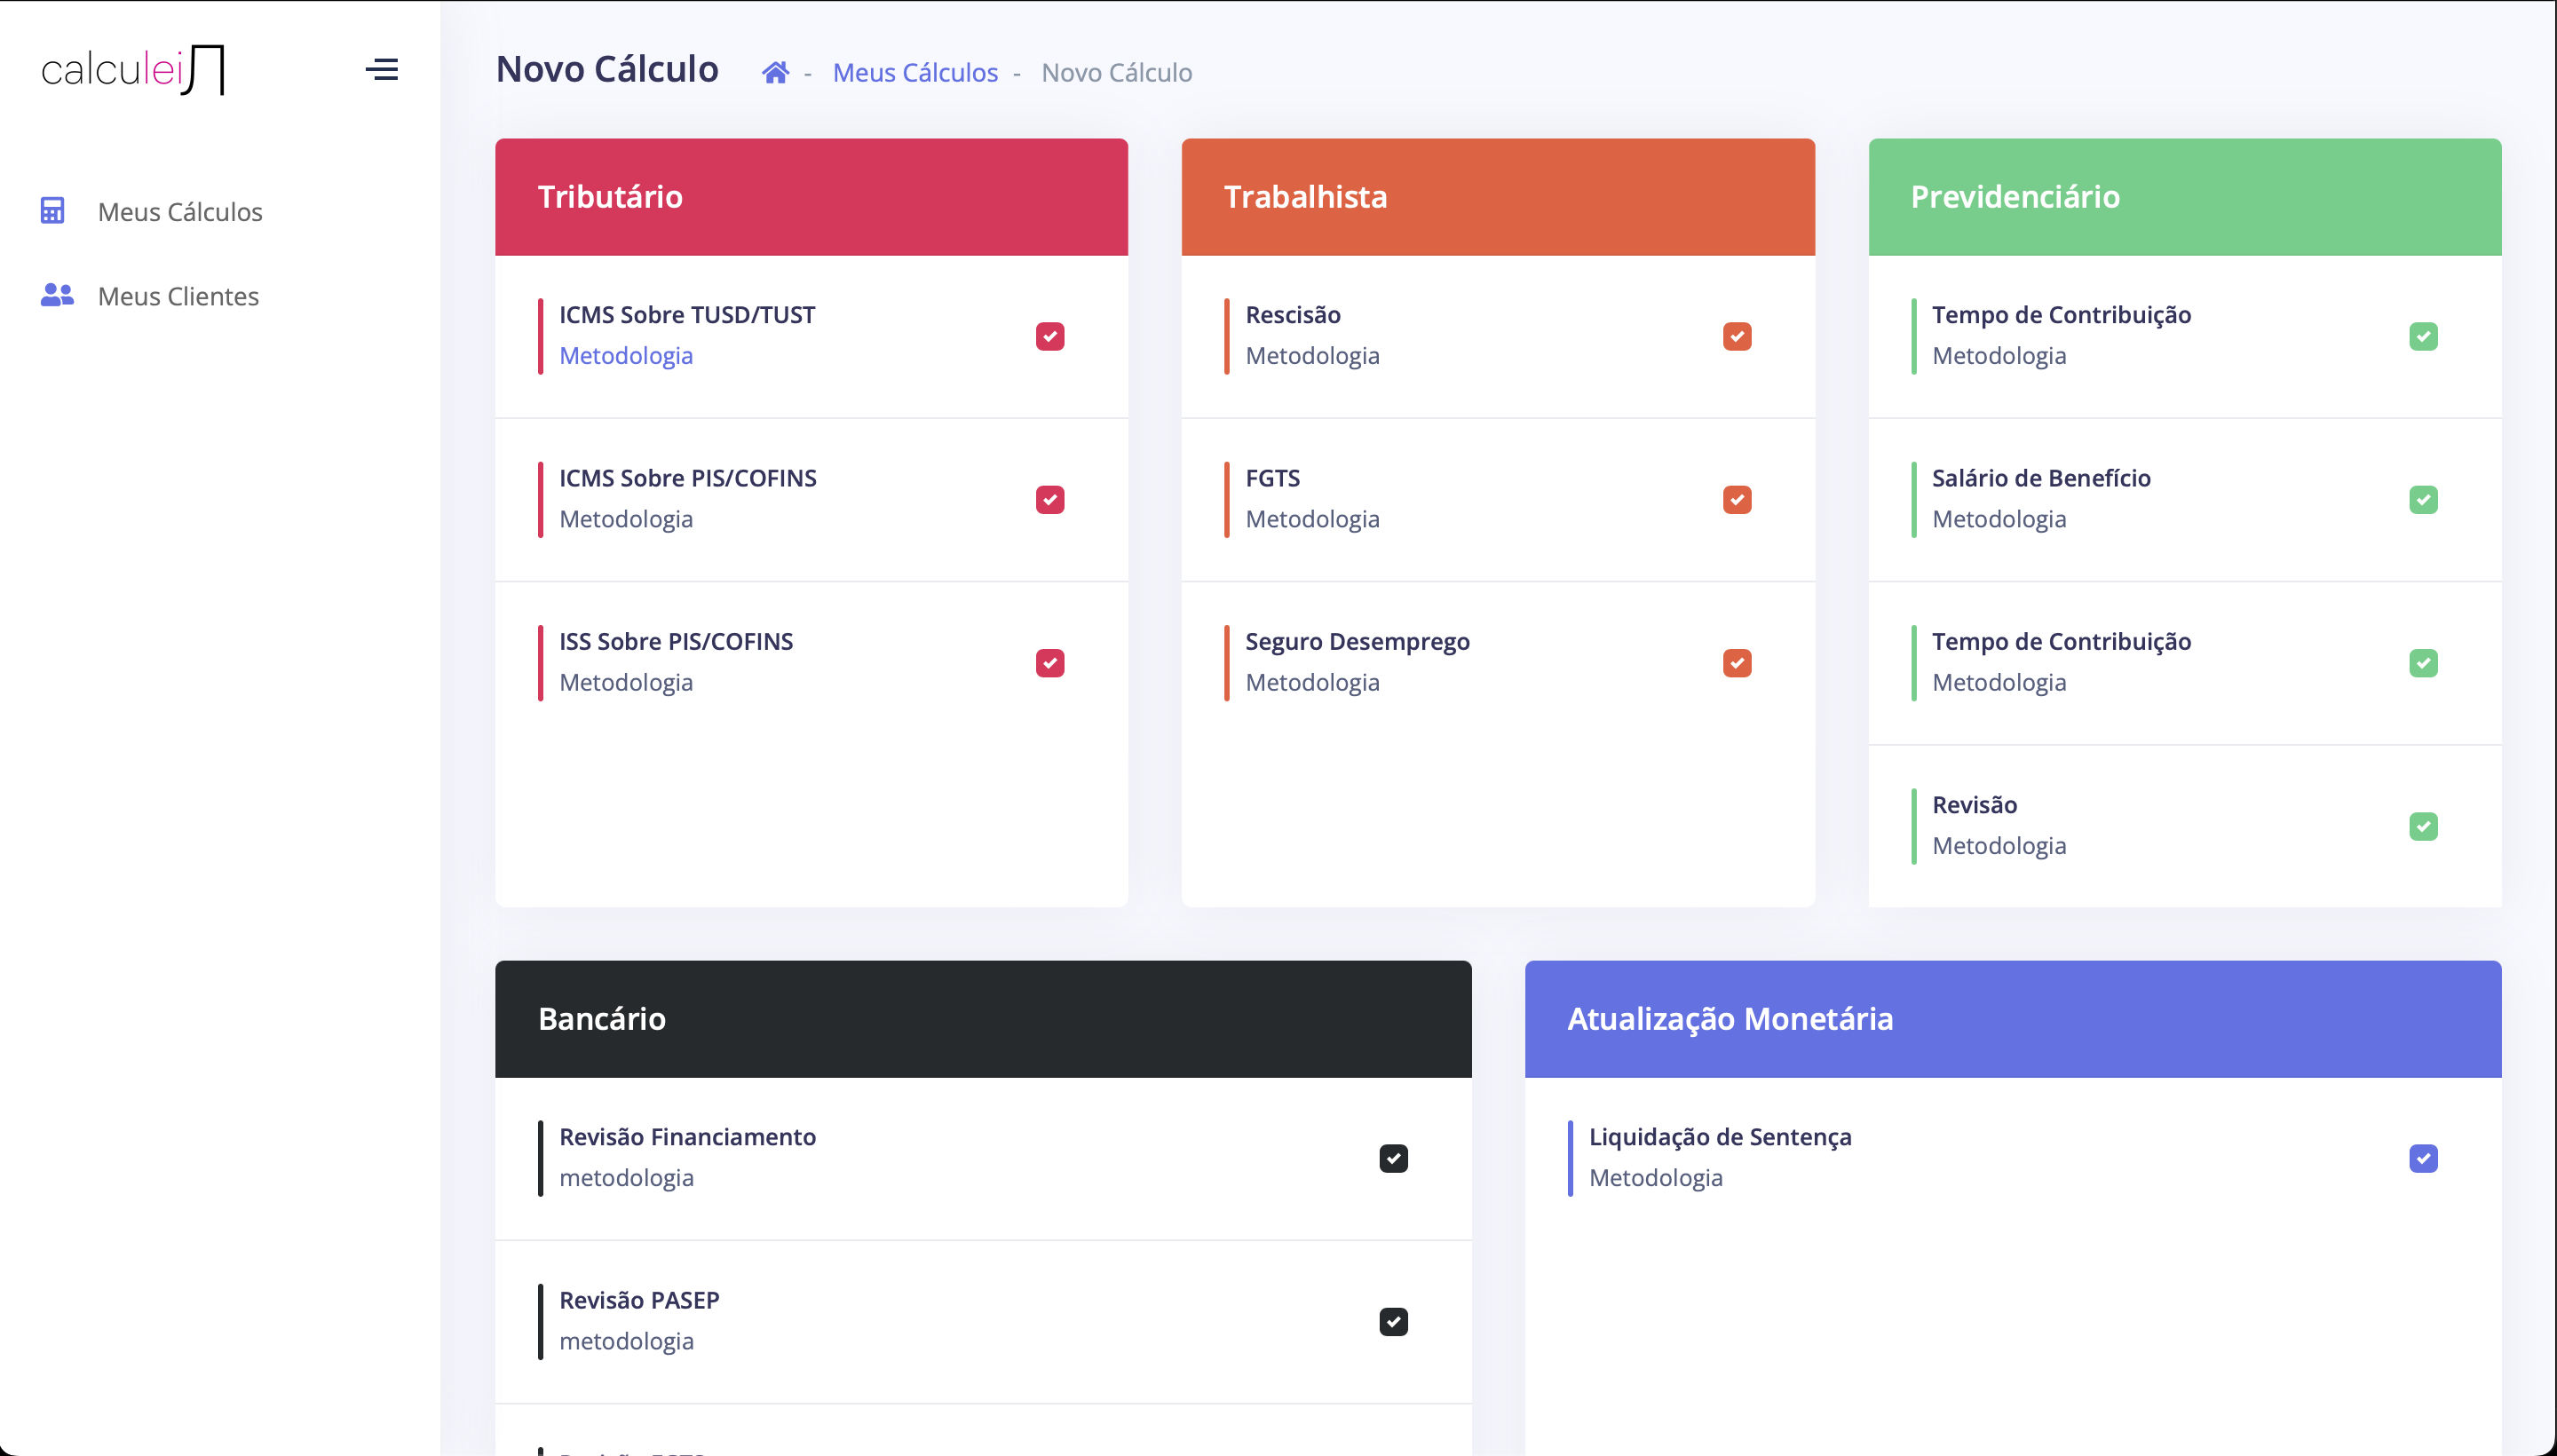 calculei
Meus Cálculos
Meus Clientes
Novo Cálculo
- Meus Cálculos - Novo Cálculo
Tributário
ICMS Sobre TUSD/TUST
Metodologia
ICMS Sobre PIS/COFINS
Metodologia
ISS Sobre PIS/COFINS
Metodologia
Trabalhista
Rescisão
Metodologia
FGTS
Metodologia
Seguro Desemprego
Metodologia
Previdenciário
Tempo de Contribuição
Metodologia
Salário de Benefício
Metodologia
Tempo de Contribuição
Metodologia
Revisão
Metodologia
Bancário
Revisão Financiamento
metodologia
Revisão PASEP
metodologia
Atualização Monetária
Liquidação de Sentença
Metodologia